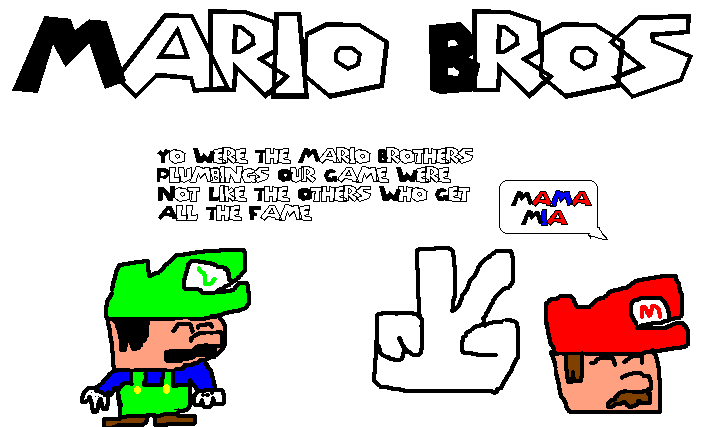 MARIO BROS
YO WERE THE MARIO BROTHERS
PLUMBINGS OUR GAME WERE
NOT LIKE THE OTHERS WHO GET
ALL THE FAME
MAMA
MIA
L
M